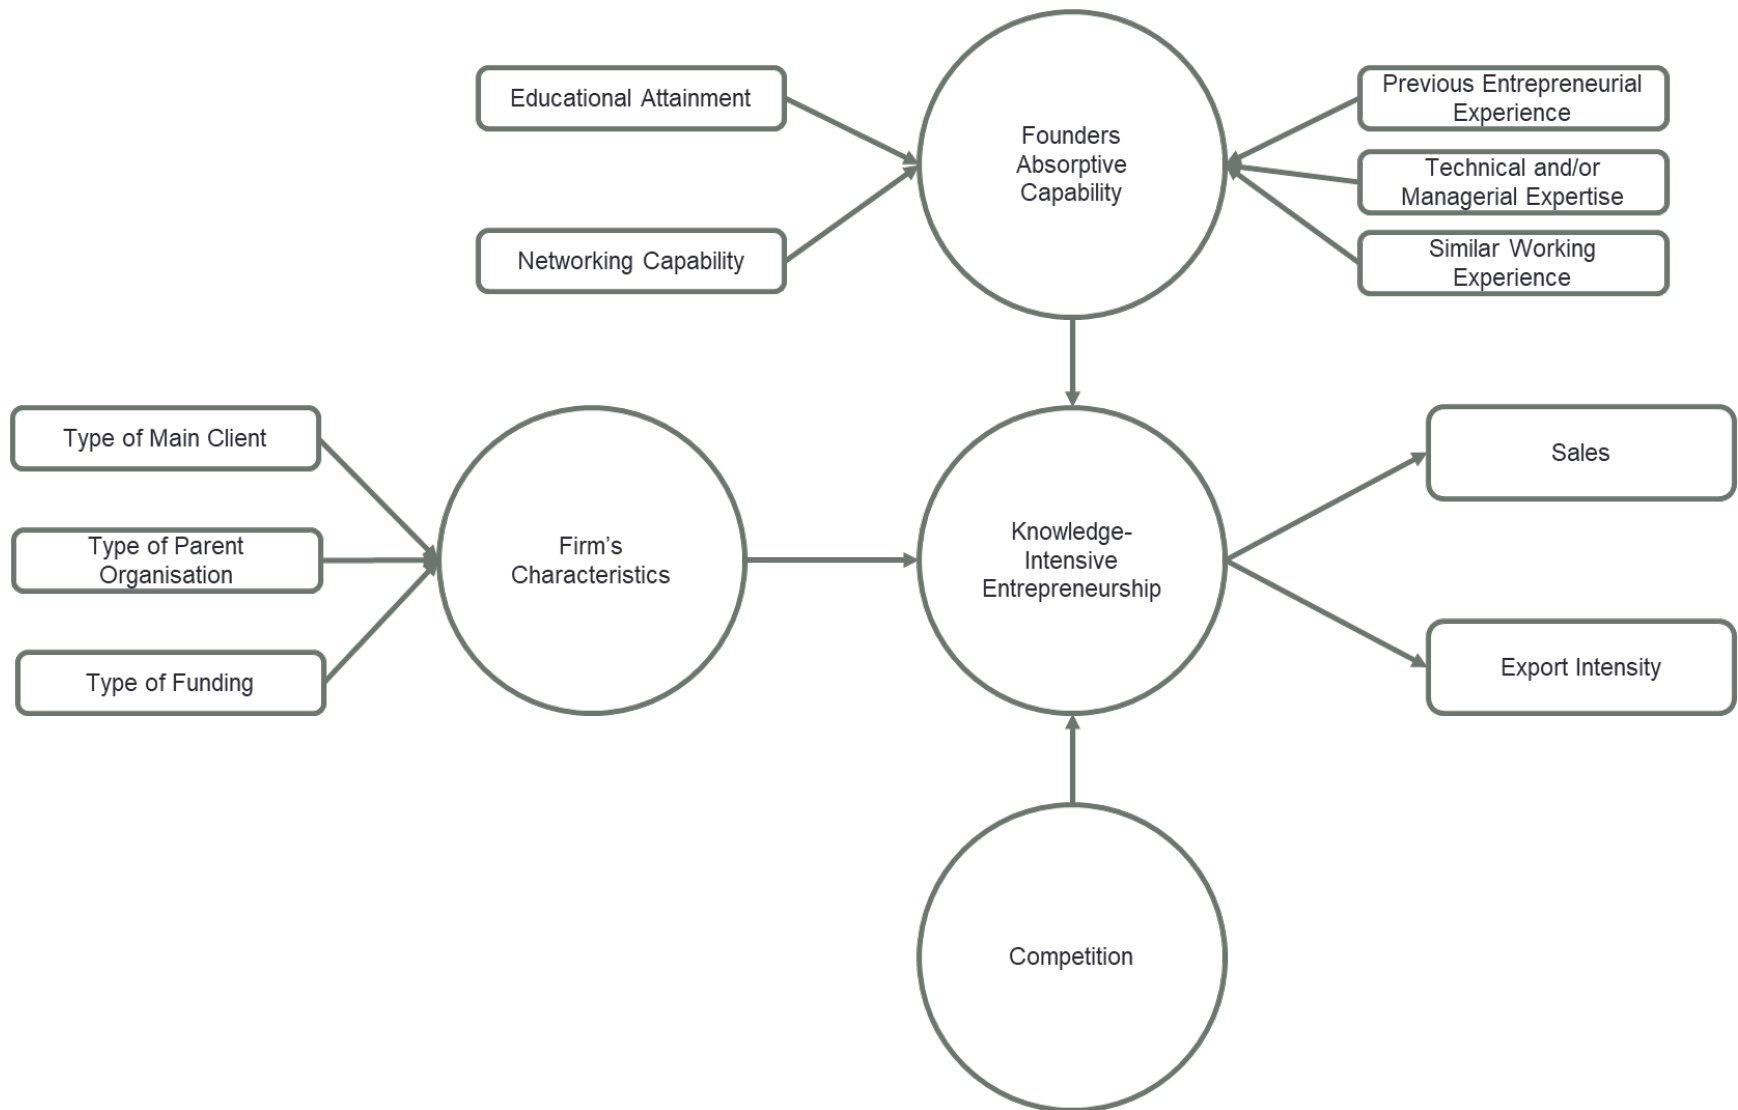 Educational Attainment
Networking Capability
Founders
Absorptive
Capability
Previous Entrepreneurial
Experience
Technical and/or
Managerial Expertise
Similar Working
Experience
Type of Main Client
Type of Parent
Organisation
Type of Funding
Firm’s
Characteristics
Knowledge-
Intensive
Entrepreneurship
Sales
Export Intensity
Competition